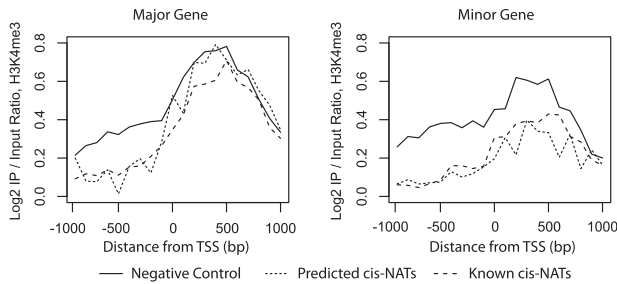 Major Gene
Minor Gene
Log2 IP / Input Ratio, H3K4me3
0.8
0.6
0.4
0.2
0.0
-1000 -500 0 500 1000
Distance from TSS (bp)
Log2 IP / Input Ratio, H3K4me3
0.8
0.6
0.4
0.2
0.0
-1000 -500 0 500 1000
Distance from TSS (bp)
Negative Control Predicted cis-NATs Known cis-NATs